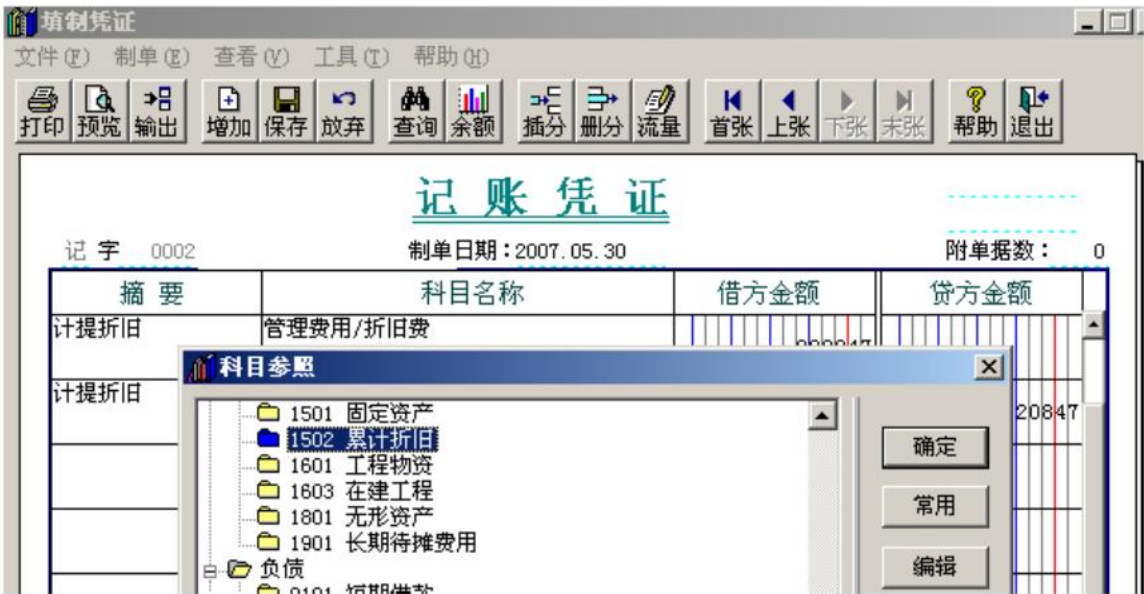 填制凭证
文件(F) 制单(E) 查看(V) 工具(T) 帮助(H)
打印 预览 输出 增加 保存 放弃 查询 余额 插分 删分 流量 首张 上张 下张 末张 帮助 退出
记 账 凭 证
记 字 0002 制单日期：2007.05.30 附单据数： 0
摘 要 科目名称 借方金额 贷方金额
计提折旧 管理费用/折旧费
科目参照
计提折旧 20847
1501 固定资产
1502 累计折旧
确定
1601 工程物资
1603 在建工程
常用
1801 无形资产
1901 长期待摊费用
负债
编辑